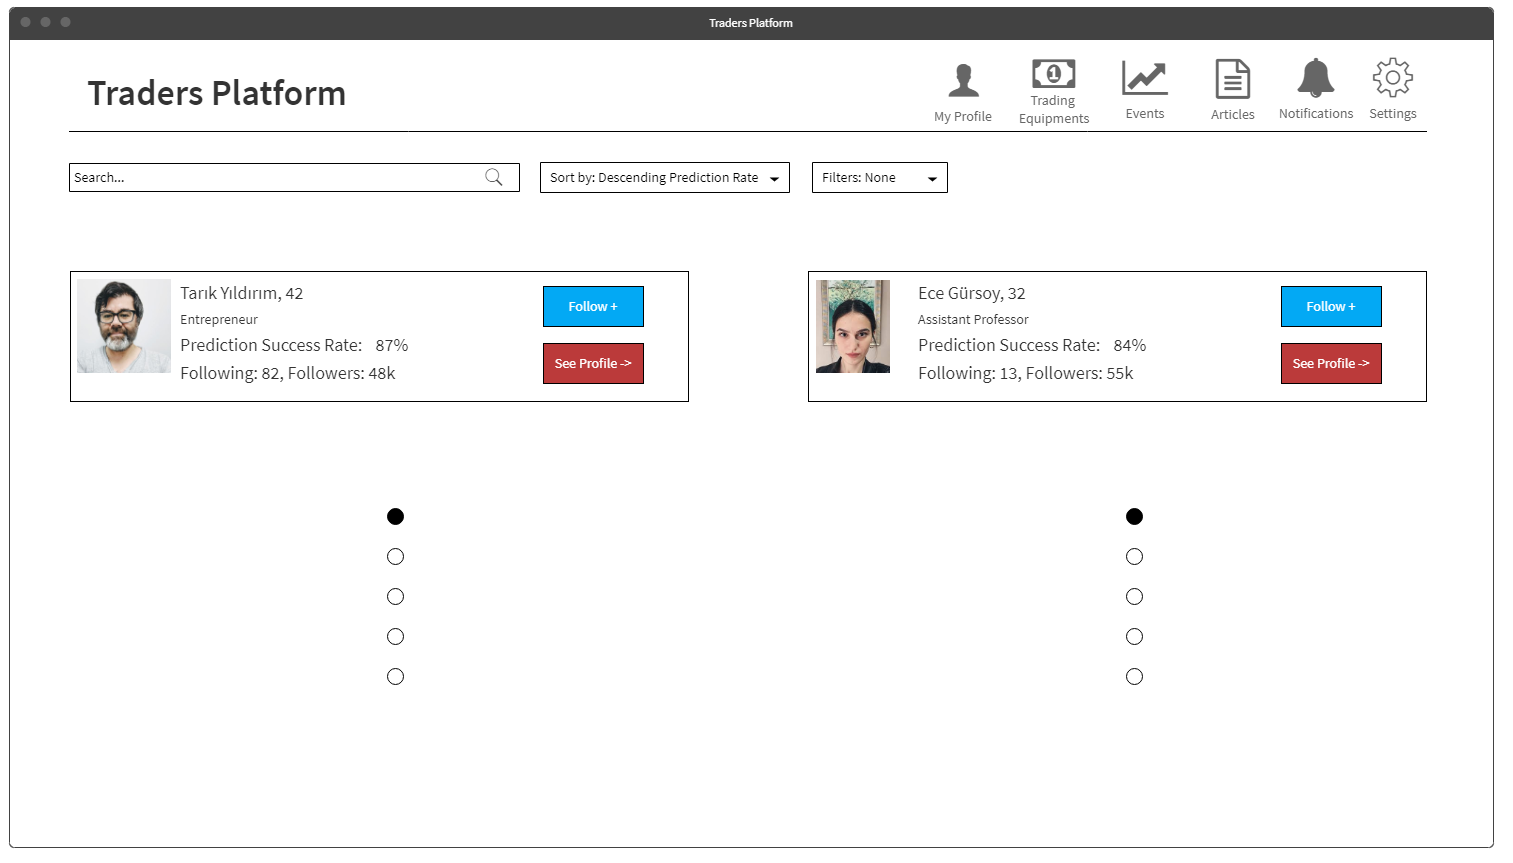 Traders Platform
Traders Platform
My Profile
Trading
Equipments
Events
Articles
Notifications
Settings
Search...
Sort by: Descending Prediction Rate
Filters: None
Tarık Yıldırım, 42
Entrepreneur
Prediction Success Rate: 87%
Following: 82, Followers: 48k
Follow +
See Profile ->
Ece Gürsoy, 32
Assistant Professor
Prediction Success Rate: 84%
Following: 13, Followers: 55k
Follow +
See Profile ->